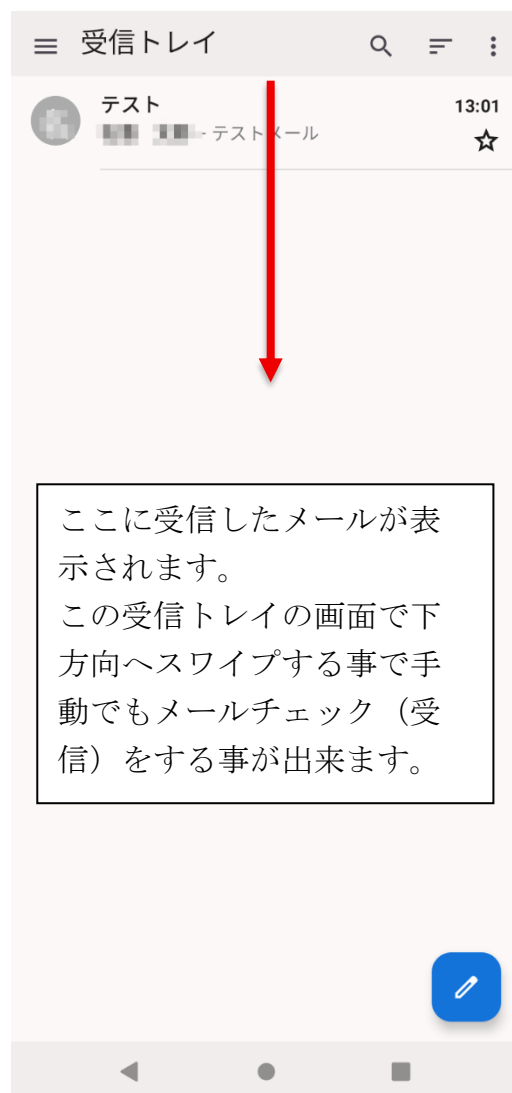 受信トレイ
テスト 13:01
- テストメール
ここに受信したメールが表
示されます。
この受信トレイの画面で下
方向へスワイプする事で手
動でもメールチェック（受
信）をする事が出来ます。